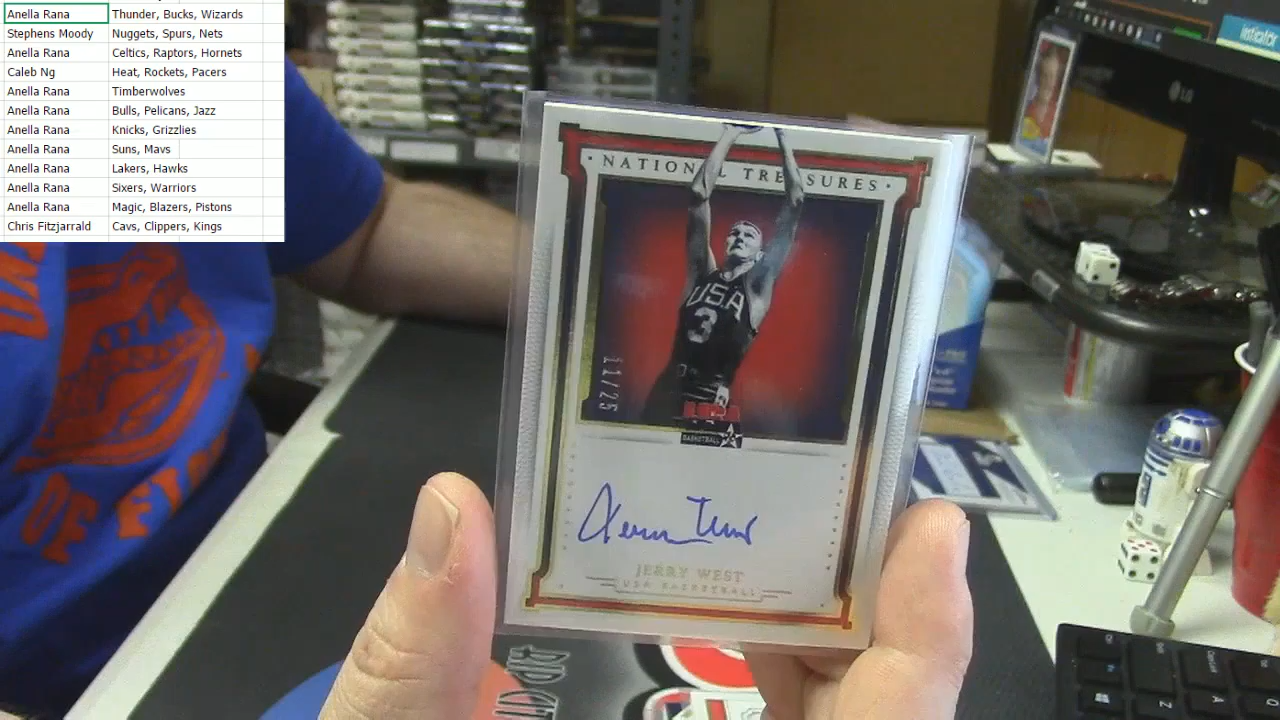 Anella Rana Thunder, Bucks, Wizards
Stephens Moody Nuggets, Spurs, Nets
Anella Rana Celtics, Raptors, Hornets
Caleb Ng Heat, Rockets, Pacers
Anella Rana Timberwolves
Anella Rana Bulls, Pelicans, Jazz
Anella Rana Knicks, Grizzlies
Anella Rana Suns, Mavs
Anella Rana Lakers, Hawks
Anella Rana Sixers, Warriors
Anella Rana Magic, Blazers, Pistons
Chris Fitzjarrald Cavs, Clippers, Kings
LG
· NATIONAL TREASURES ·
USA
3
11/25
USA
BASKETBALL
JERRY WEST
USA BASKETBALL